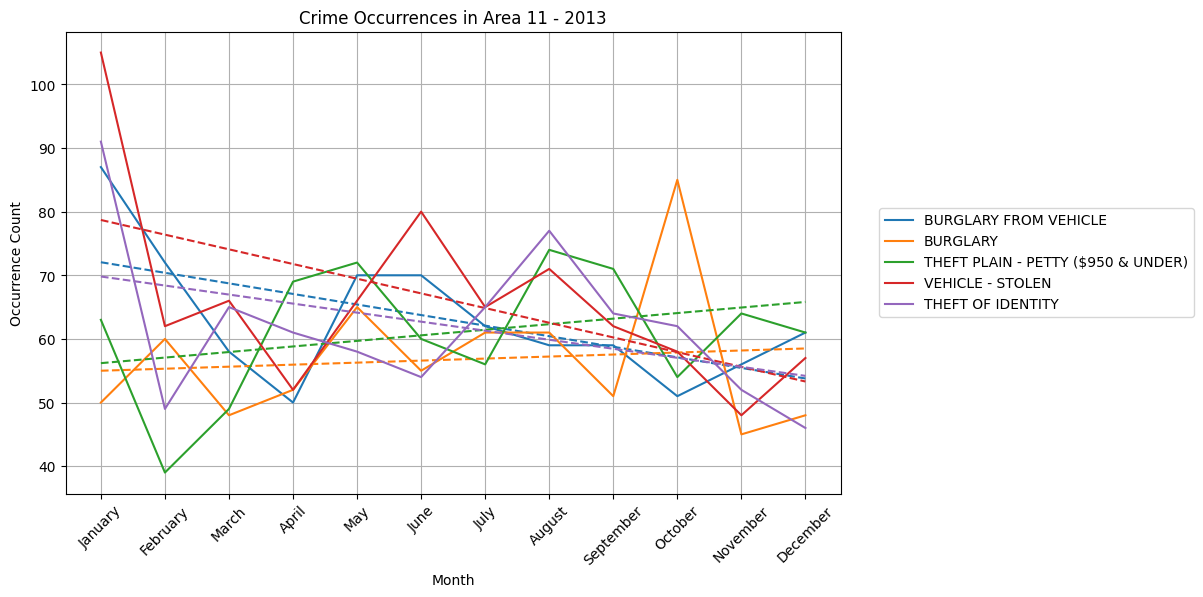 Crime Occurrences in Area 11 - 2013
Occurrence Count
100
90
80
70
60
50
40
January
February
March
April
May
June
July
August
September
October
November
December
Month
BURGLARY FROM VEHICLE
BURGLARY
THEFT PLAIN - PETTY ($950 & UNDER)
VEHICLE - STOLEN
THEFT OF IDENTITY